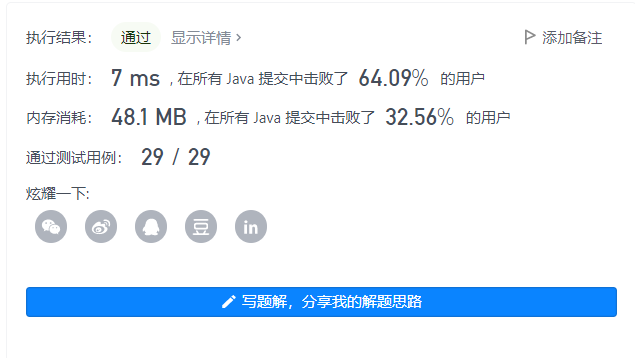 执行结果： 通过 显示详情 › 添加备注
执行用时： 7 ms , 在所有 Java 提交中击败了 64.09% 的用户
内存消耗： 48.1 MB , 在所有 Java 提交中击败了 32.56% 的用户
通过测试用例： 29 / 29
炫耀一下:
豆 in
写题解，分享我的解题思路